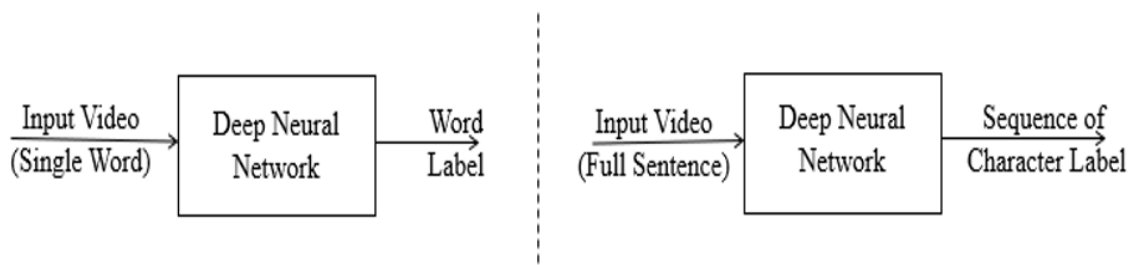 Input Video
(Single Word)
Deep Neural
Network
Word
Label
Input Video
(Full Sentence)
Deep Neural
Network
Sequence of
Character Label